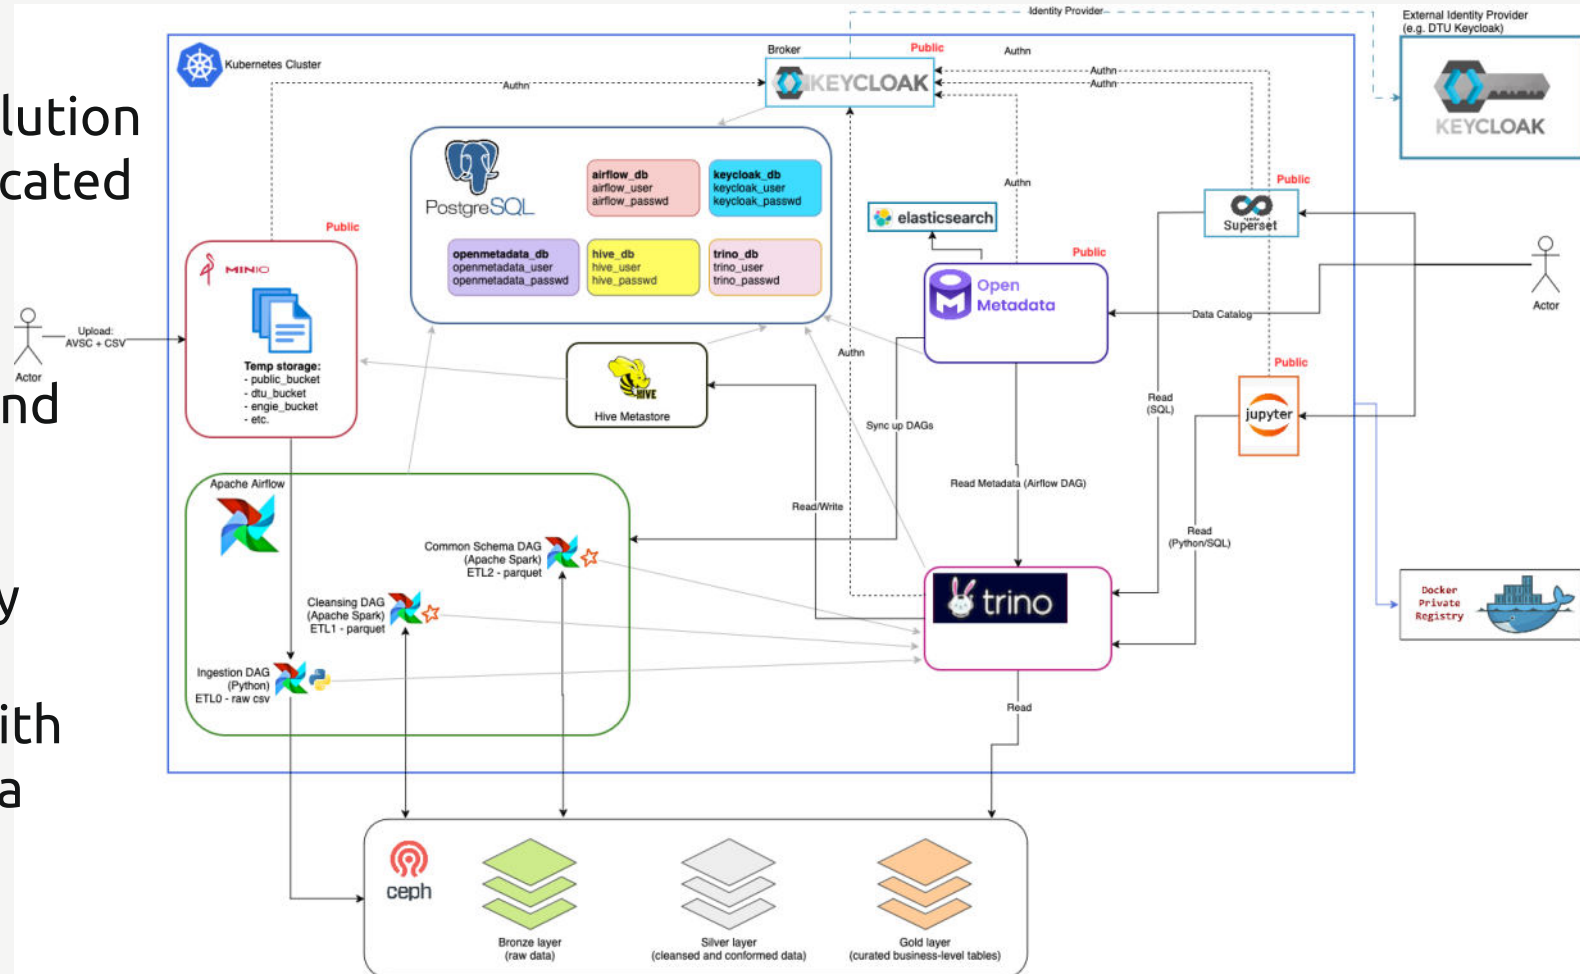 lution
cated
nd
y
ith
a
Identity Provider
External Identity Provider
(e.g. DTU Keycloak)
KEYCLOAK
Kubernetes Cluster
Broker
Public
KEYCLOAK
Authn
Authn
Authn
Authn
Authn
Authn
PostgreSQL
airflow_db
airflow_user
airflow_passwd
keycloak_db
keycloak_user
keycloak_passwd
openmetadata_db
openmetadata_user
openmetadata_passwd
hive_db
hive_user
hive_passwd
trino_db
trino_user
trino_passwd
elasticsearch
Public
Superset
Public
MINIO
Temp storage:
- public_bucket
- dtu_bucket
- engie_bucket
- etc.
Actor
Upload:
AVSC + CSV
Public
Open
Metadata
Data Catalog
Actor
HIVE
Hive Metastore
Sync up DAGs
Read
(SQL)
Public
jupyter
Read Metadata (Airflow DAG)
Read/Write
Read
(Python/SQL)
Apache Airflow
Common Schema DAG
(Apache Spark)
ETL2 - parquet
Cleansing DAG
(Apache Spark)
ETL1 - parquet
Ingestion DAG
(Python)
ETL0 - raw csv
trino
Docker
Private
Registry
Read
ceph
Bronze layer
(raw data)
Silver layer
(cleansed and conformed data)
Gold layer
(curated business-level tables)